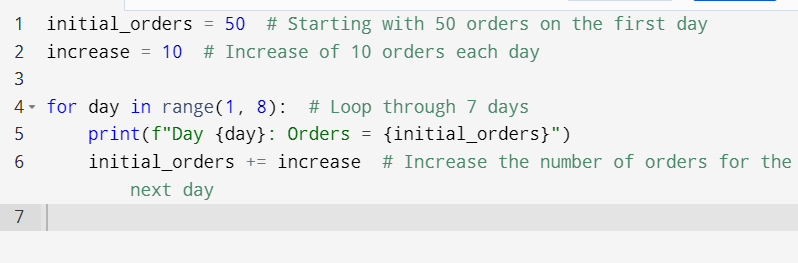 1 initial_orders = 50  # Starting with 50 orders on the first day
2 increase = 10  # Increase of 10 orders each day
3
4 for day in range(1, 8):  # Loop through 7 days
5     print(f"Day {day}: Orders = {initial_orders}")
6     initial_orders += increase  # Increase the number of orders for the
next day
7